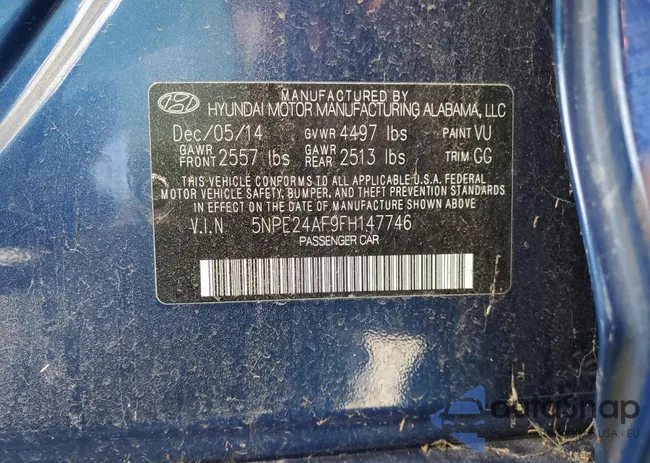 MANUFACTURED BY
HYUNDAI MOTOR MANUFACTURING ALABAMA, LLC
Dec/05/14 GVWR 4497 lbs PAINT VU
GAWR FRONT 2557 lbs GAWR REAR 2513 lbs TRIM GG
THIS VEHICLE CONFORMS TO ALL APPLICABLE U.S.A. FEDERAL
MOTOR VEHICLE SAFETY, BUMPER, AND THEFT PREVENTION STANDARDS
IN EFFECT ON THE DATE OF MANUFACTURE SHOWN ABOVE
V.I.N 5NPE24AF9FH147746
PASSENGER CAR
autosnap
USA • EU